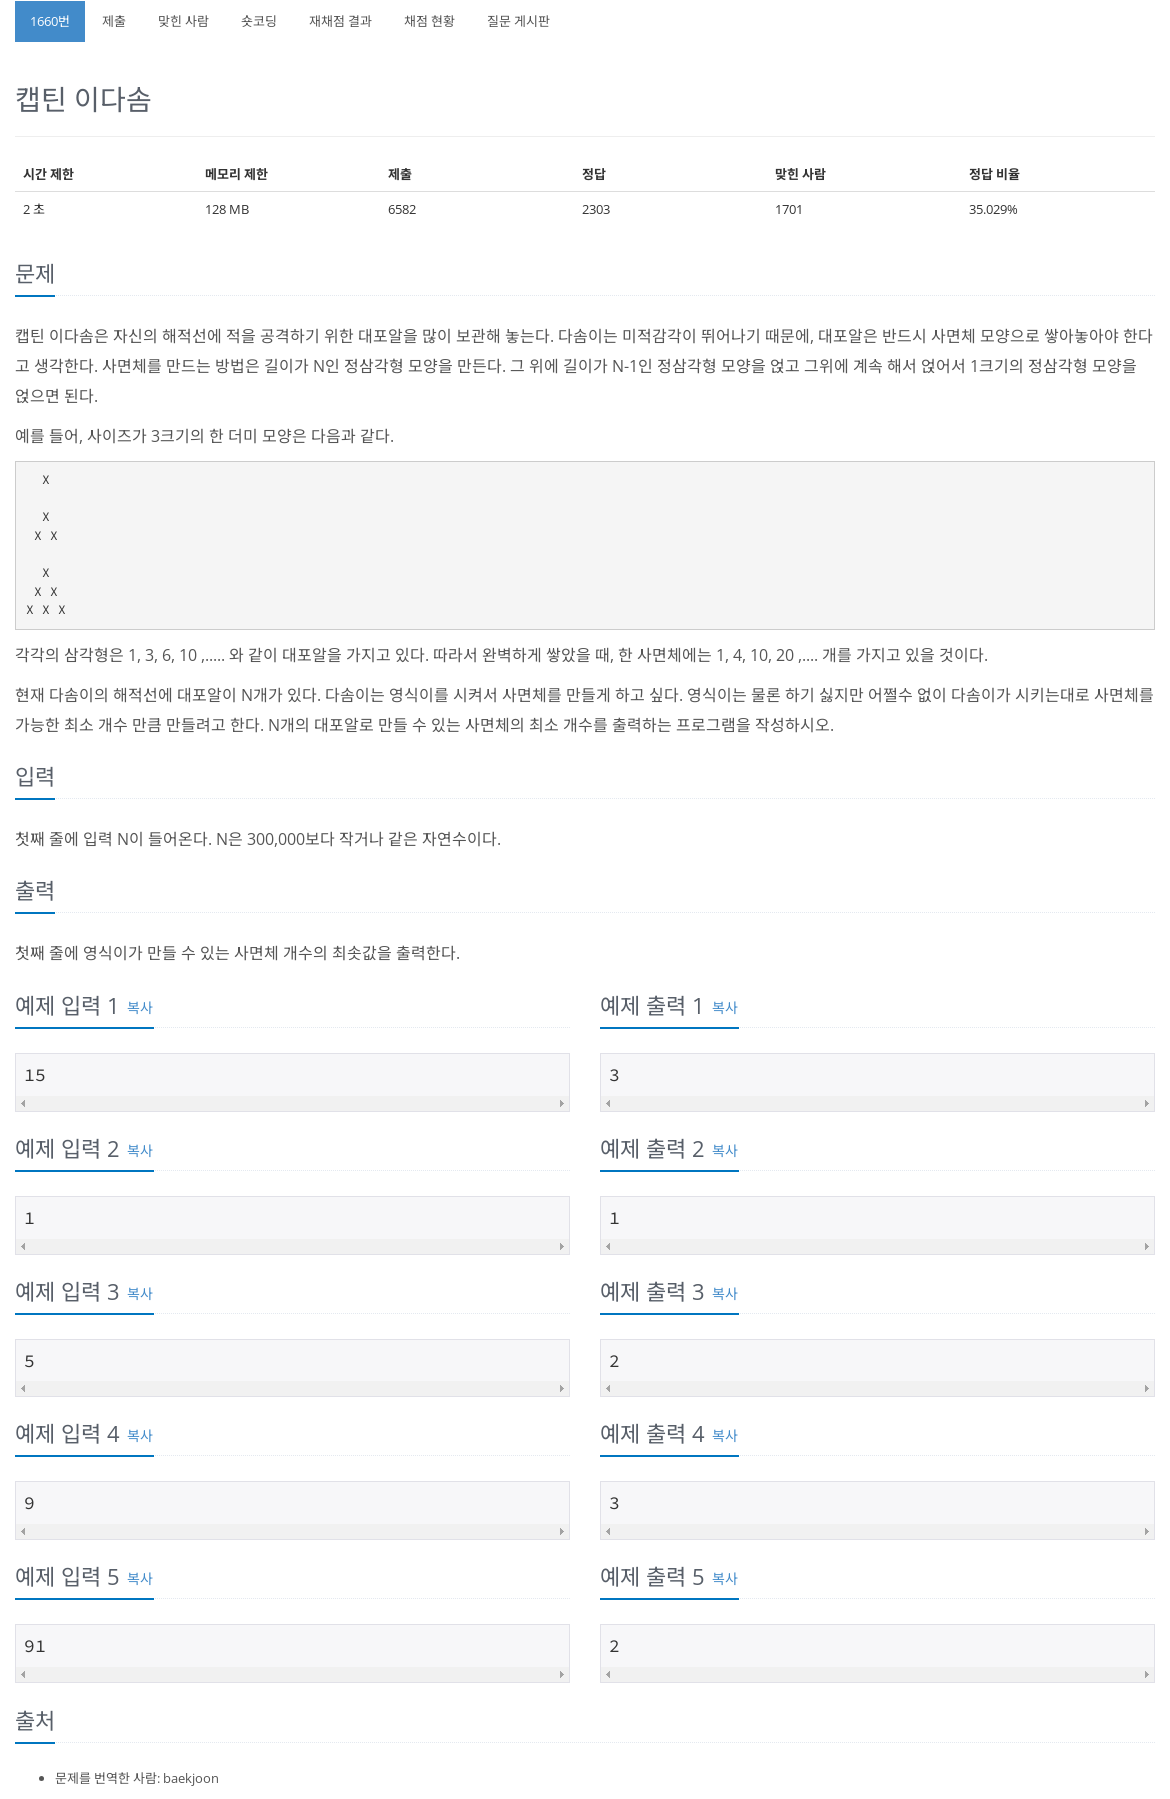 1660번 제출 맞힌 사람 숏코딩 재채점 결과 채점 현황 질문 게시판
캡틴 이다솜
시간 제한 메모리 제한 제출 정답 맞힌 사람 정답 비율
2 초 128 MB 6582 2303 1701 35.029%
문제
캡틴 이다솜은 자신의 해적선에 적을 공격하기 위한 대포알을 많이 보관해 놓는다. 다솜이는 미적감각이 뛰어나기 때문에, 대포알은 반드시 사면체 모양으로 쌓아놓아야 한다
고 생각한다. 사면체를 만드는 방법은 길이가 N인 정삼각형 모양을 만든다. 그 위에 길이가 N-1인 정삼각형 모양을 얹고 그위에 계속 해서 얹어서 1크기의 정삼각형 모양을
얹으면 된다.
예를 들어, 사이즈가 3크기의 한 더미 모양은 다음과 같다.
X
X
X X
X
X X
X X X
각각의 삼각형은 1, 3, 6, 10 ,..... 와 같이 대포알을 가지고 있다. 따라서 완벽하게 쌓았을 때, 한 사면체에는 1, 4, 10, 20 ,.... 개를 가지고 있을 것이다.
현재 다솜이의 해적선에 대포알이 N개가 있다. 다솜이는 영식이를 시켜서 사면체를 만들게 하고 싶다. 영식이는 물론 하기 싫지만 어쩔수 없이 다솜이가 시키는대로 사면체를
가능한 최소 개수 만큼 만들려고 한다. N개의 대포알로 만들 수 있는 사면체의 최소 개수를 출력하는 프로그램을 작성하시오.
입력
첫째 줄에 입력 N이 들어온다. N은 300,000보다 작거나 같은 자연수이다.
출력
첫째 줄에 영식이가 만들 수 있는 사면체 개수의 최솟값을 출력한다.
예제 입력 1 복사 예제 출력 1 복사
15 3
예제 입력 2 복사 예제 출력 2 복사
1 1
예제 입력 3 복사 예제 출력 3 복사
5 2
예제 입력 4 복사 예제 출력 4 복사
9 3
예제 입력 5 복사 예제 출력 5 복사
91 2
출처
문제를 번역한 사람: baekjoon